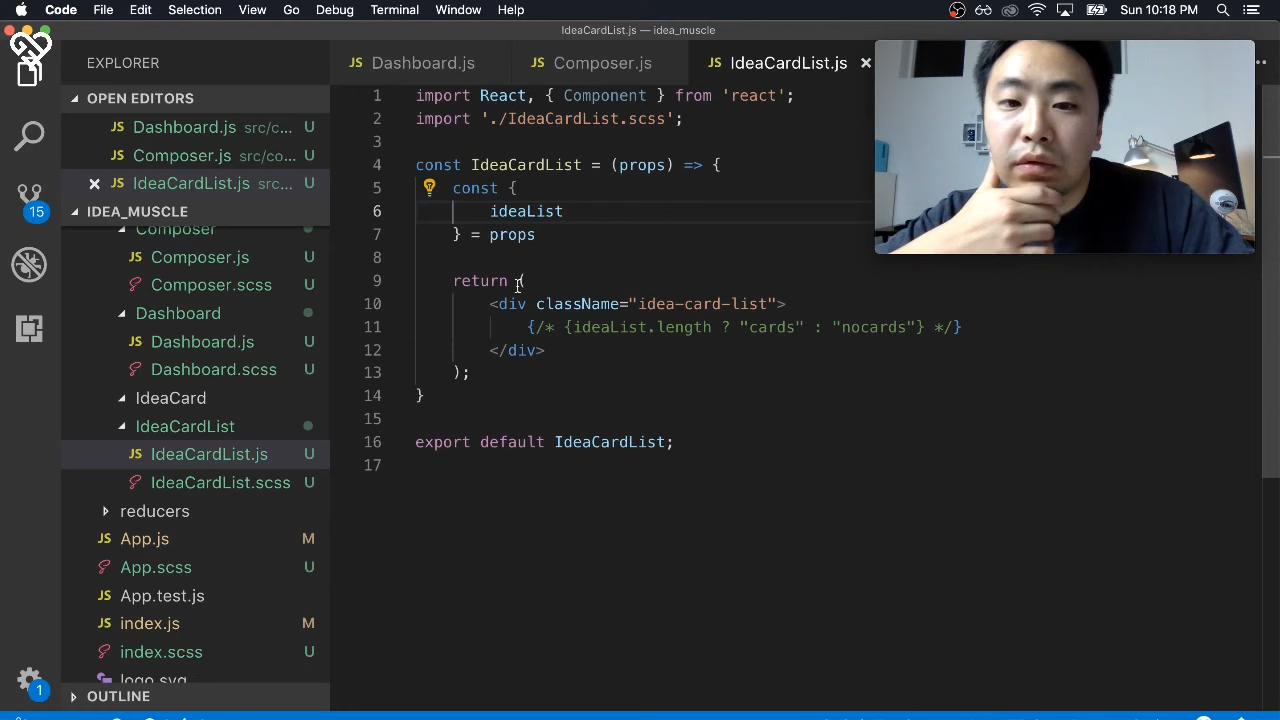 Code File Edit Selection View Go Debug Terminal Window Help Sun 10:18 PM
IdeaCardList.js — idea_muscle
EXPLORER
JS Dashboard.js JS Composer.js JS IdeaCardList.js ×
OPEN EDITORS
JS Dashboard.js src/c... U
JS Composer.js src/co... U
× JS IdeaCardList.js src... U
15
IDEA_MUSCLE
Composer
JS Composer.js U
Composer.scss U
Dashboard
JS Dashboard.js U
Dashboard.scss U
IdeaCard
IdeaCardList
JS IdeaCardList.js U
IdeaCardList.scss U
reducers
JS App.js M
App.scss U
JS App.test.js
JS index.js M
index.scss U
logo.svg
1
OUTLINE
1 import React, { Component } from 'react';
2 import './IdeaCardList.scss';
3
4 const IdeaCardList = (props) => {
5 const {
6 ideaList
7 } = props
8
9 return (
10 <div className="idea-card-list">
11 {/* {ideaList.length ? "cards" : "nocards"} */}
12 </div>
13 );
14 }
15
16 export default IdeaCardList;
17